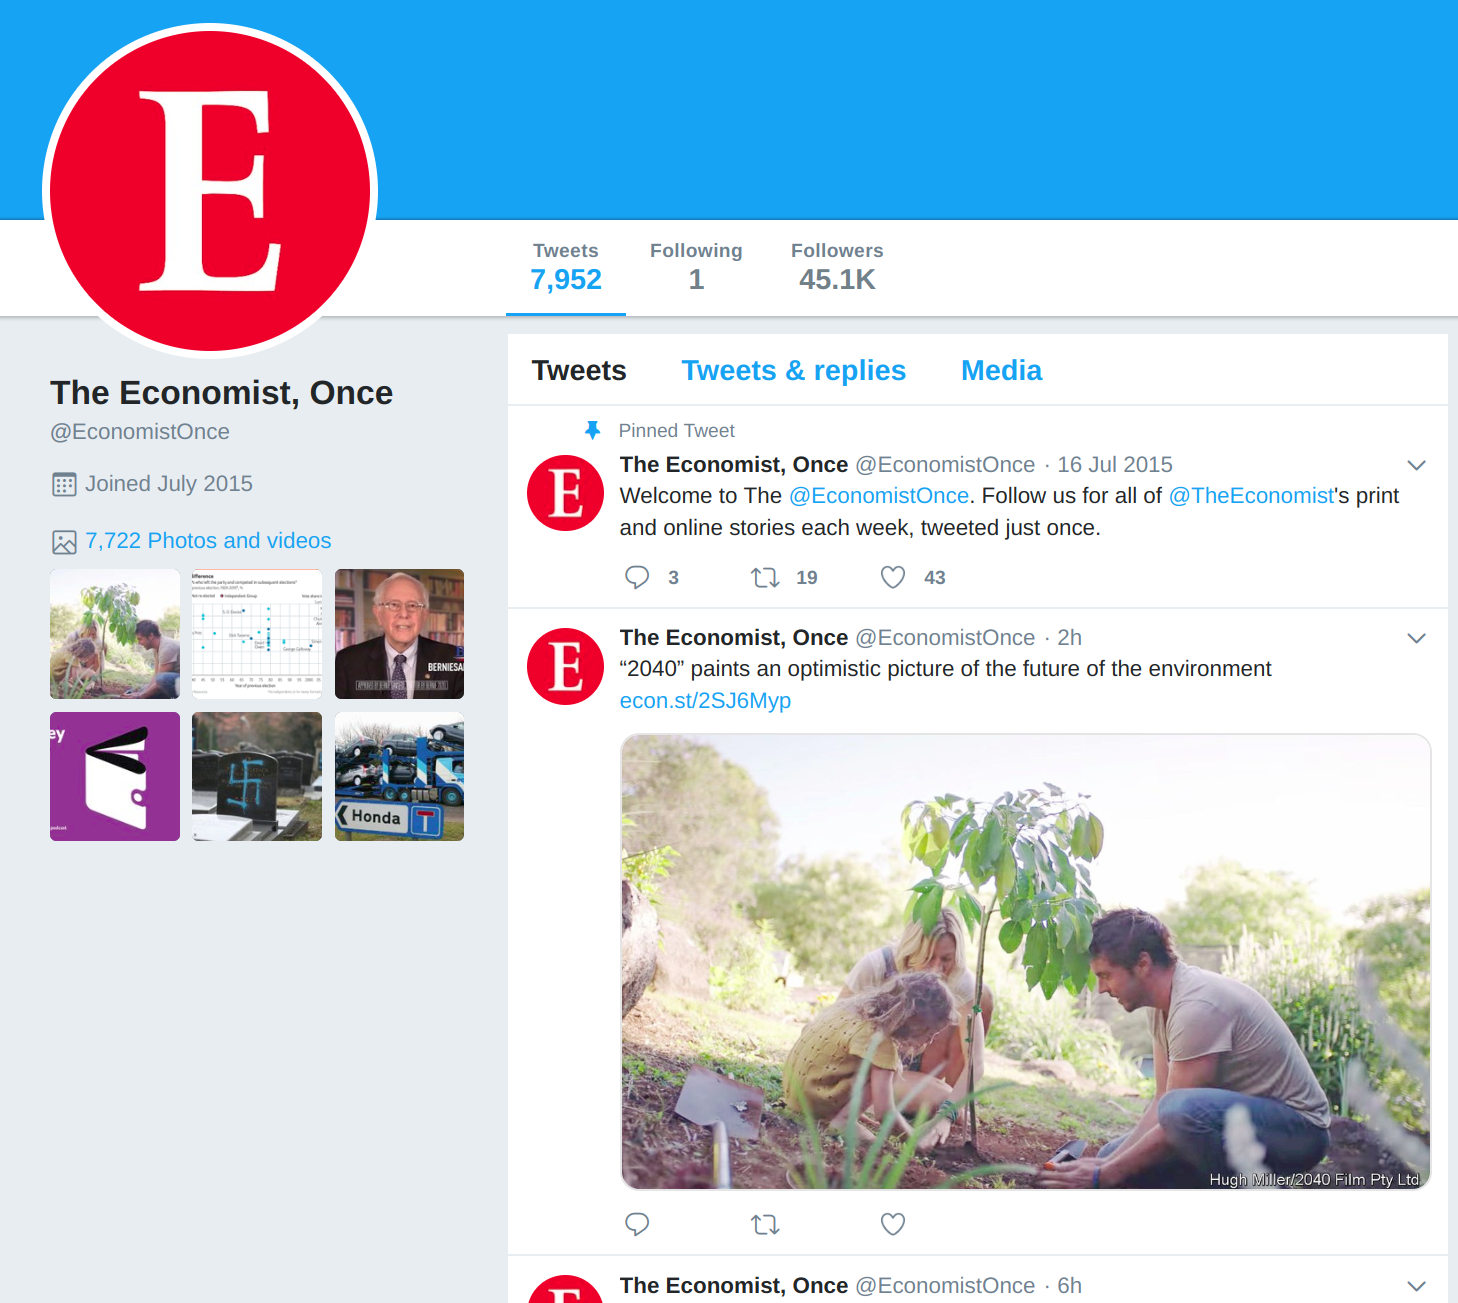 E
Tweets Following Followers
7,952 1 45.1K
The Economist, Once
@EconomistOnce
Joined July 2015
7,722 Photos and videos
BERNIESA
ey
podcast
Honda
Tweets Tweets & replies Media
Pinned Tweet
E
The Economist, Once @EconomistOnce · 16 Jul 2015
Welcome to The @EconomistOnce. Follow us for all of @TheEconomist's print
and online stories each week, tweeted just once.
3 19 43
E
The Economist, Once @EconomistOnce · 2h
“2040” paints an optimistic picture of the future of the environment
econ.st/2SJ6Myp
Hugh Miller/2040 Film Pty Ltd
E
The Economist, Once @EconomistOnce · 6h